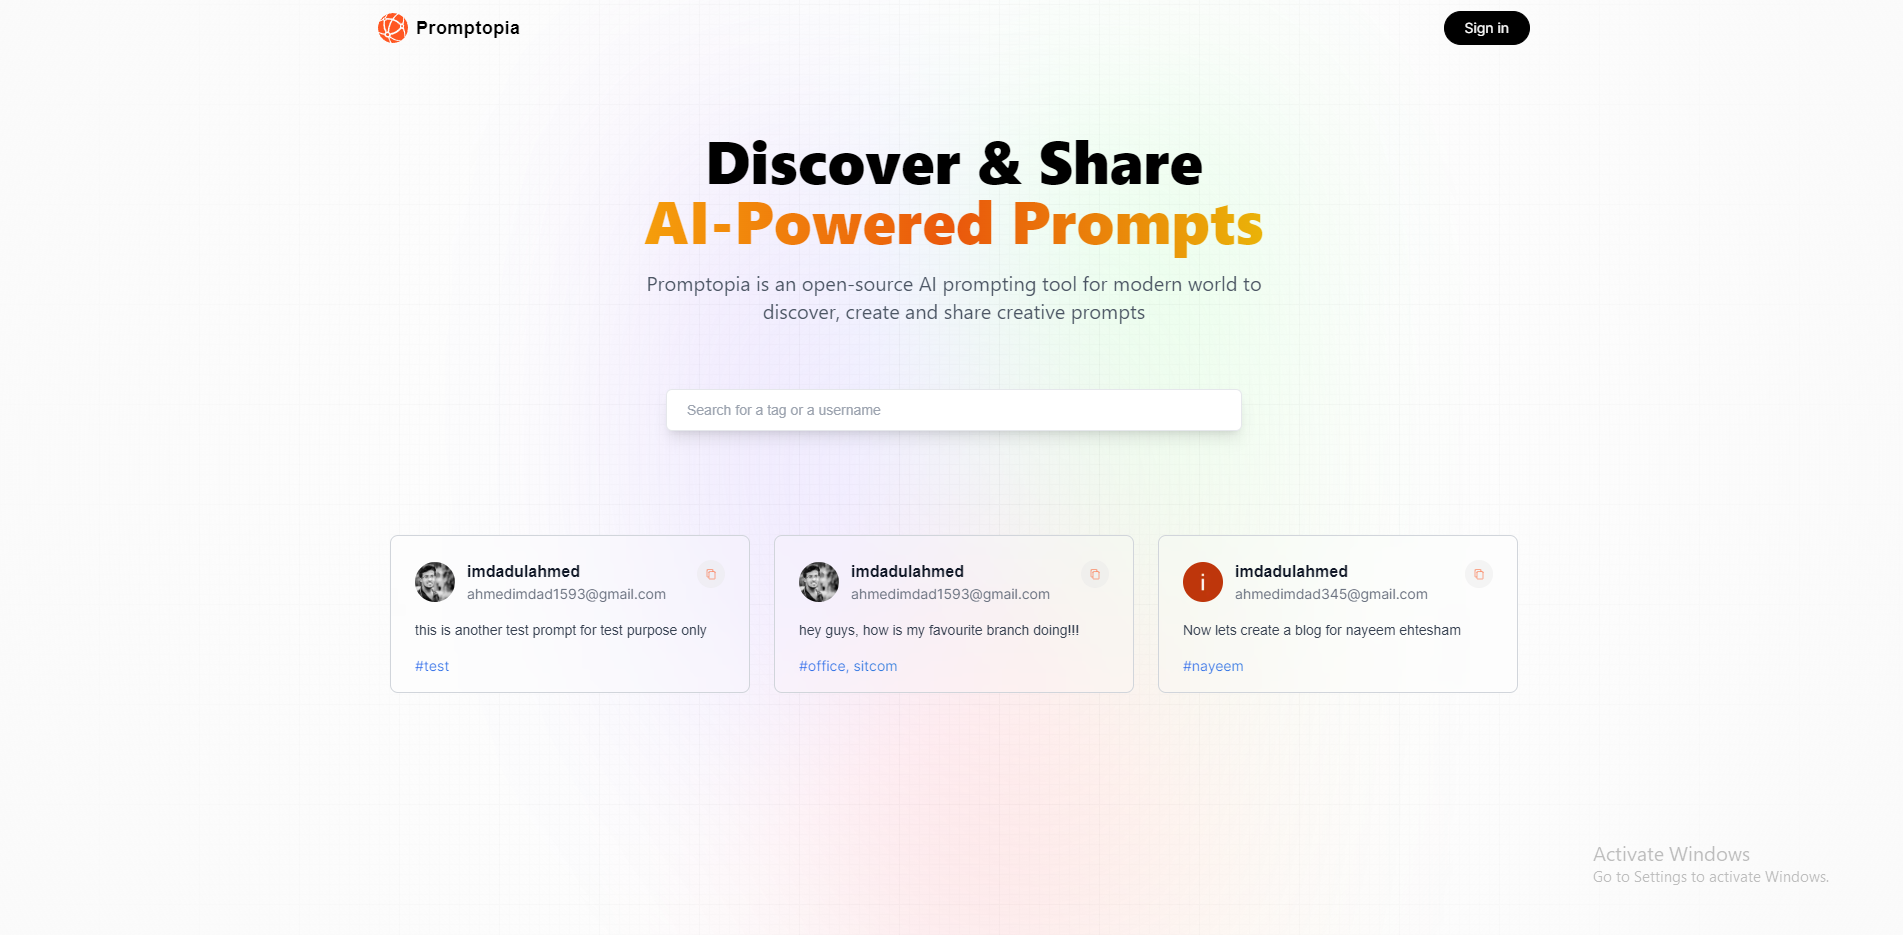 Promptopia
Sign in
Discover & Share
AI-Powered Prompts
Promptopia is an open-source AI prompting tool for modern world to
discover, create and share creative prompts
Search for a tag or a username
imdadulahmed
ahmedimdad1593@gmail.com
this is another test prompt for test purpose only
#test
imdadulahmed
ahmedimdad1593@gmail.com
hey guys, how is my favourite branch doing!!!
#office, sitcom
i
imdadulahmed
ahmedimdad345@gmail.com
Now lets create a blog for nayeem ehtesham
#nayeem
Activate Windows
Go to Settings to activate Windows.